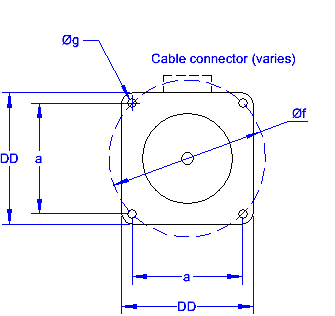 Øg
Cable connector (varies)
Øf
DD
a
a
DD